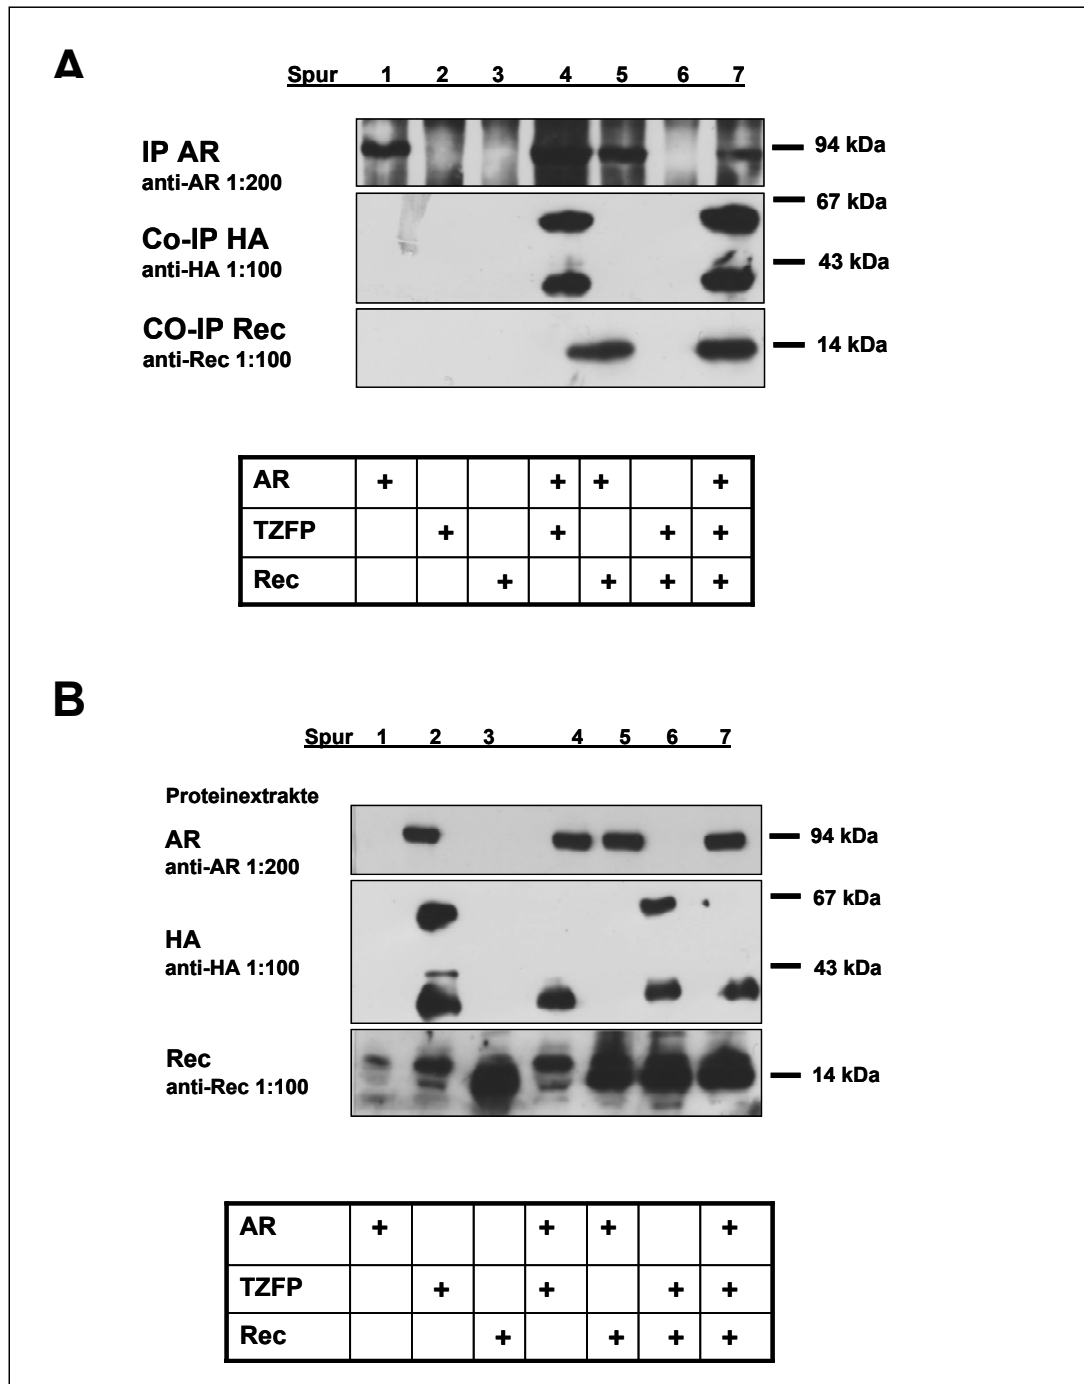 A
Spur 1 2 3 4 5 6 7
IP AR
anti-AR 1:200
94 kDa
67 kDa
Co-IP HA
anti-HA 1:100
43 kDa
CO-IP Rec
anti-Rec 1:100
14 kDa
AR + + + +
TZFP + + + +
Rec + + + +
B
Spur 1 2 3 4 5 6 7
Proteinextrakte
AR
anti-AR 1:200
94 kDa
67 kDa
HA
anti-HA 1:100
43 kDa
Rec
anti-Rec 1:100
14 kDa
AR + + + +
TZFP + + + +
Rec + + + +